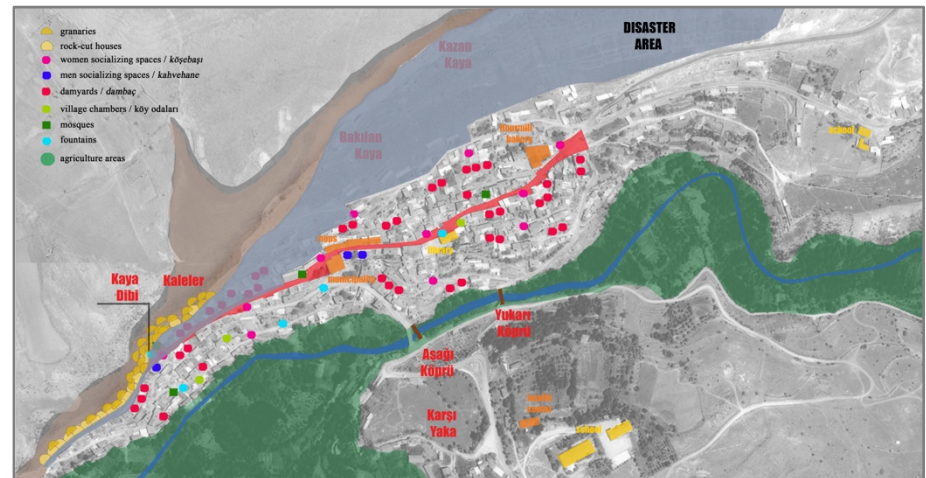 granaries
rock-cut houses
women socializing spaces / köşebaşı
men socializing spaces / kahvehane
damyards / dambaç
village chambers / köy odaları
mosques
fountains
agriculture areas
DISASTER
AREA
Kazan
Kaya
Bakılan
Kaya
school
bakery
municipality
Kaya
Dibi
Kaleler
Yukarı
Köprü
Aşağı
Köprü
Karşı
Yaka
school